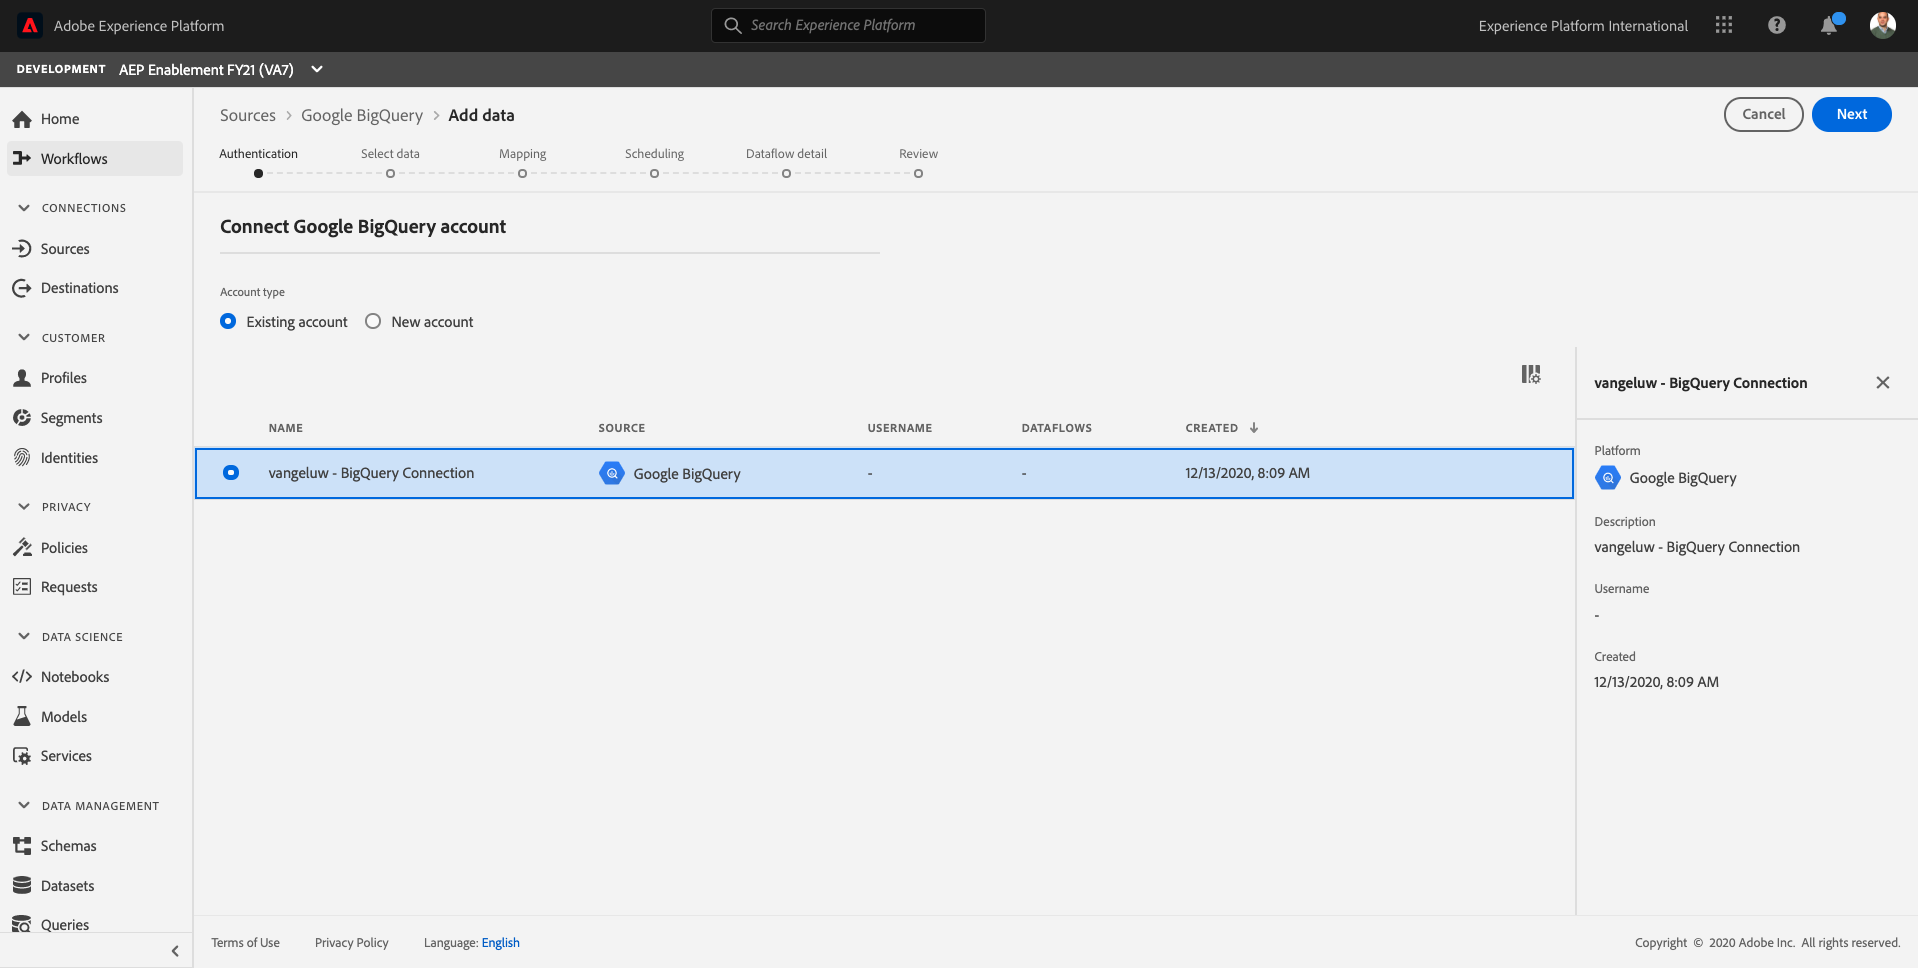 Adobe Experience Platform
Search Experience Platform
Experience Platform International
DEVELOPMENT AEP Enablement FY21 (VA7)
Home
Workflows
CONNECTIONS
Sources
Destinations
CUSTOMER
Profiles
Segments
Identities
PRIVACY
Policies
Requests
DATA SCIENCE
Notebooks
Models
Services
DATA MANAGEMENT
Schemas
Datasets
Queries
Sources > Google BigQuery > Add data
Cancel Next
Authentication Select data Mapping Scheduling Dataflow detail Review
Connect Google BigQuery account
Account type
Existing account New account
NAME SOURCE USERNAME DATAFLOWS CREATED
vangeluw - BigQuery Connection Google BigQuery - - 12/13/2020, 8:09 AM
vangeluw - BigQuery Connection
Platform
Google BigQuery
Description
vangeluw - BigQuery Connection
Username
-
Created
12/13/2020, 8:09 AM
Terms of Use Privacy Policy Language: English
Copyright © 2020 Adobe Inc. All rights reserved.